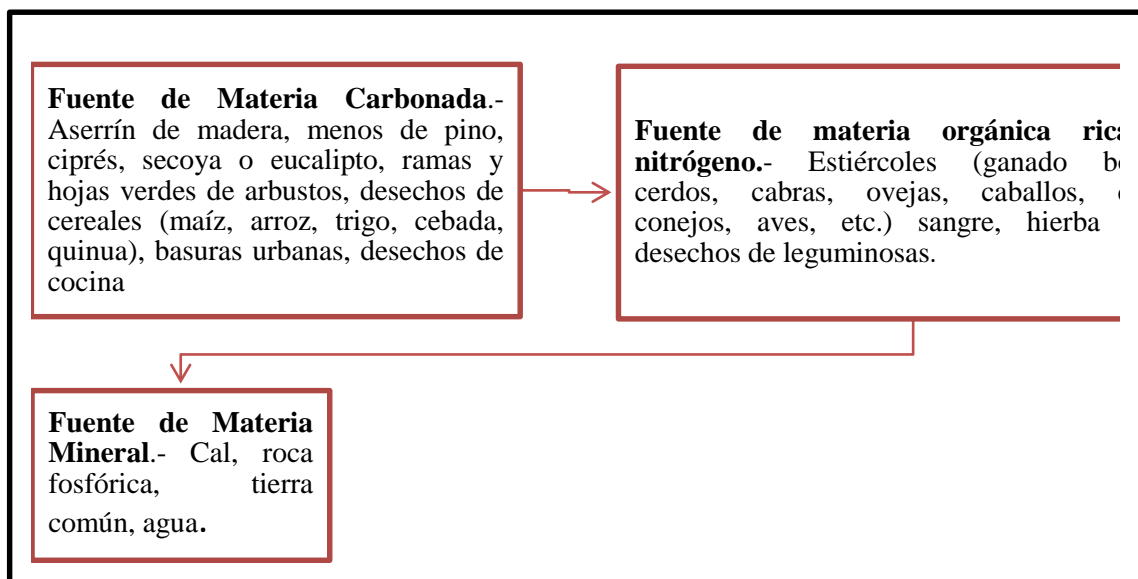 Fuente de Materia Carbonada.-
Aserrín de madera, menos de pino,
ciprés, secoya o eucalipto, ramas y
hojas verdes de arbustos, desechos de
cereales (maíz, arroz, trigo, cebada,
quinua), basuras urbanas, desechos de
cocina
Fuente de materia orgánica
nitrógeno.- Estiércoles (ganado
cerdos, cabras, ovejas, caballos,
conejos, aves, etc.) sangre, hierba
desechos de leguminosas.
Fuente de Materia
Mineral.- Cal, roca
fosfórica, tierra
común, agua.